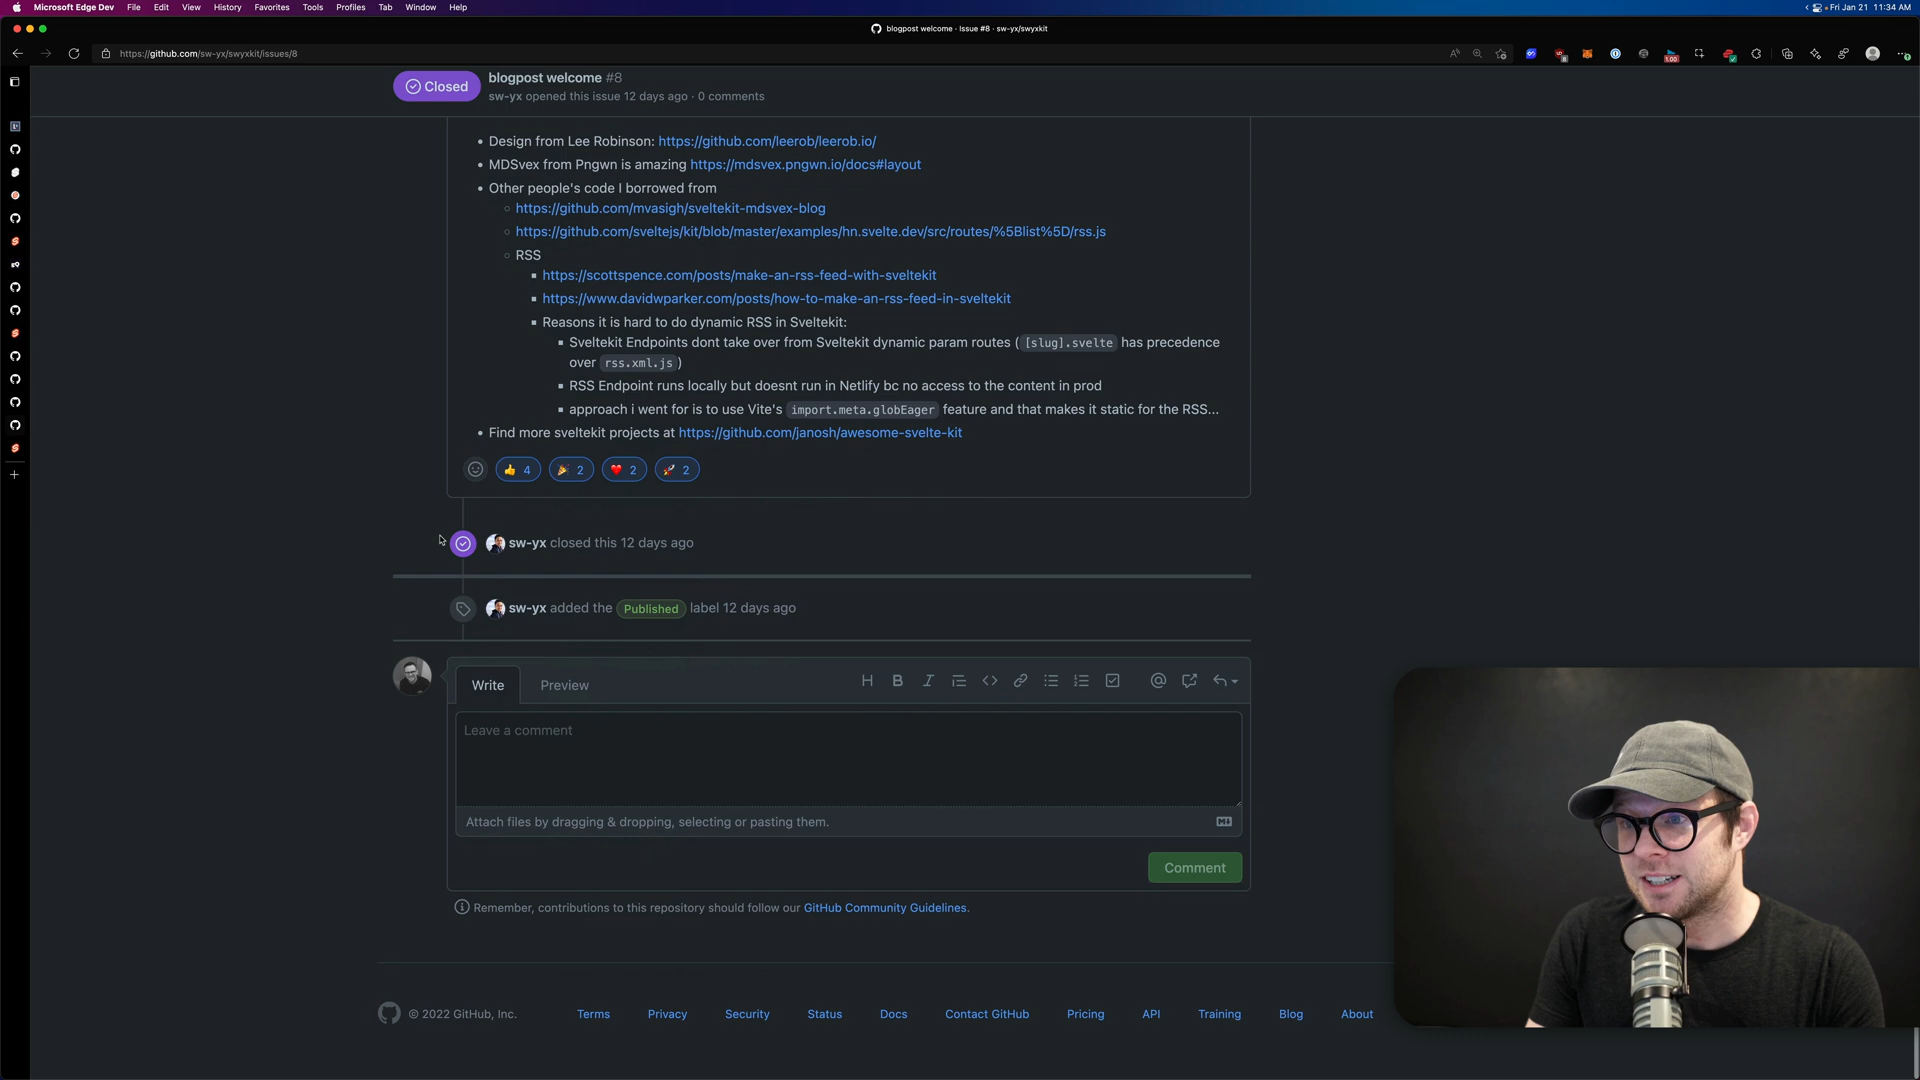 Microsoft Edge Dev File Edit View History Favorites Tools Profiles Tab Window Help
Fri Jan 21 11:34 AM
blogpost welcome · Issue #8 · sw-yx/swyxkit
https://github.com/sw-yx/swyxkit/issues/8
1.00
Closed
blogpost welcome #8
sw-yx opened this issue 12 days ago · 0 comments
• Design from Lee Robinson: https://github.com/leerob/leerob.io/
• MDSvex from Pngwn is amazing https://mdsvex.pngwn.io/docs#layout
• Other people's code I borrowed from
◦ https://github.com/mvasigh/sveltekit-mdsvex-blog
◦ https://github.com/sveltejs/kit/blob/master/examples/hn.svelte.dev/src/routes/%5Blist%5D/rss.js
◦ RSS
▪ https://scottspence.com/posts/make-an-rss-feed-with-sveltekit
▪ https://www.davidwparker.com/posts/how-to-make-an-rss-feed-in-sveltekit
▪ Reasons it is hard to do dynamic RSS in Sveltekit:
▪ Sveltekit Endpoints dont take over from Sveltekit dynamic param routes ( [slug].svelte has precedence
over rss.xml.js )
▪ RSS Endpoint runs locally but doesnt run in Netlify bc no access to the content in prod
▪ approach i went for is to use Vite's import.meta.globEager feature and that makes it static for the RSS...
• Find more sveltekit projects at https://github.com/janosh/awesome-svelte-kit
👍 4 🎉 2 ❤️ 2 🚀 2
sw-yx closed this 12 days ago
sw-yx added the Published label 12 days ago
Write Preview
Leave a comment
Attach files by dragging & dropping, selecting or pasting them.
Comment
Remember, contributions to this repository should follow our GitHub Community Guidelines.
© 2022 GitHub, Inc. Terms Privacy Security Status Docs Contact GitHub Pricing API Training Blog About